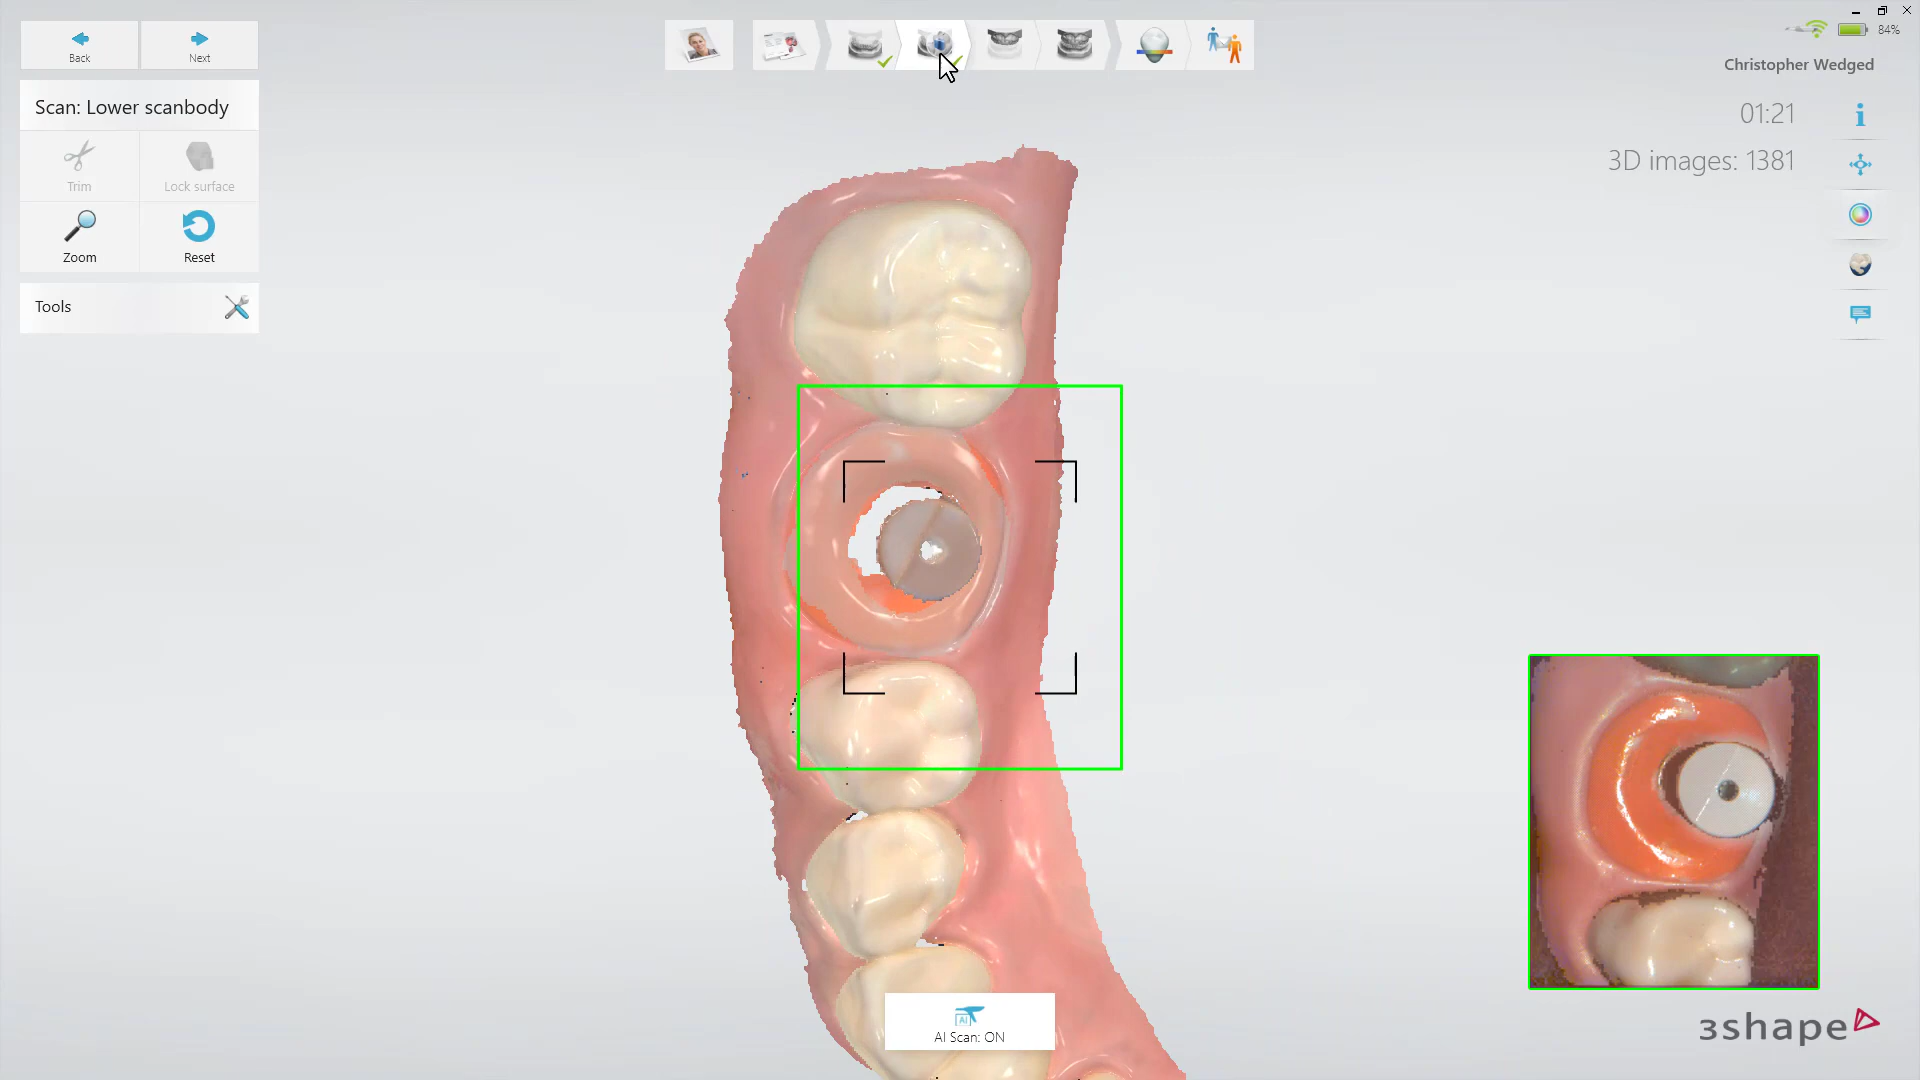 Back
Next
84%
Christopher Wedged
Scan: Lower scanbody
01:21
3D images: 1381
Trim
Lock surface
Zoom
Reset
Tools
AI
AI Scan: ON
3shape